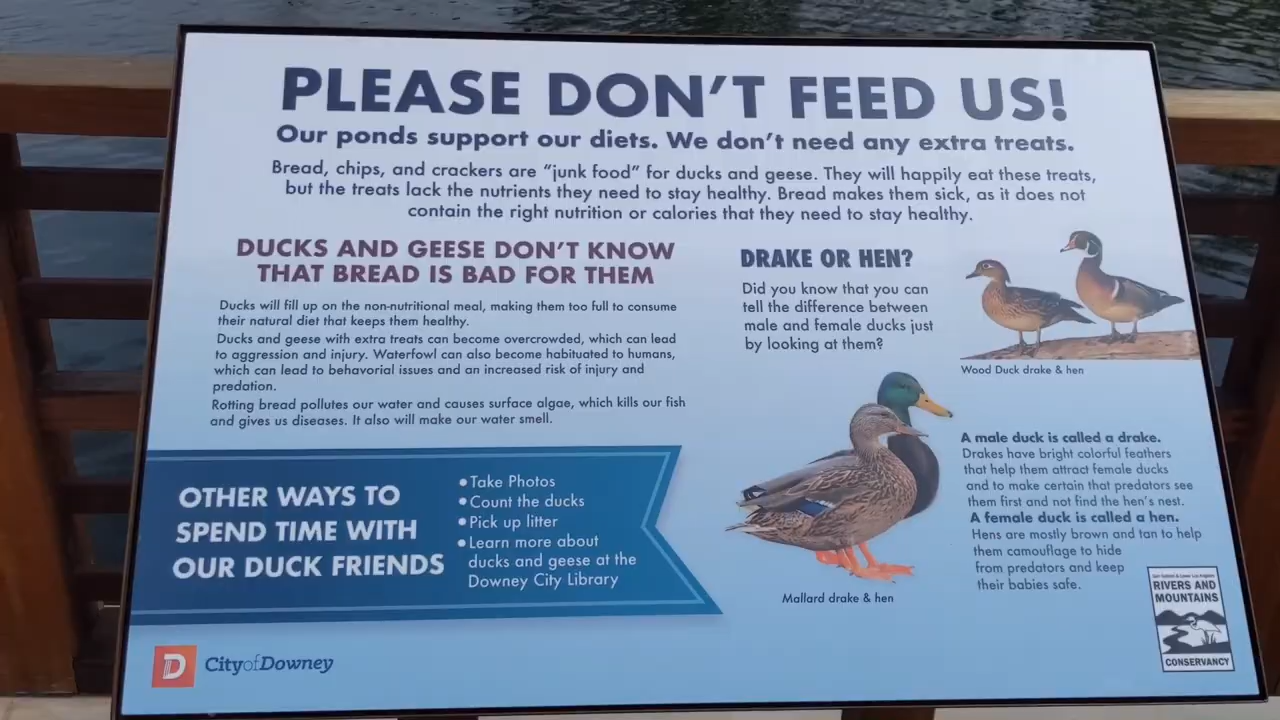 PLEASE DON'T FEED US!
Our ponds support our diets. We don't need any extra treats.
Bread, chips, and crackers are "junk food" for ducks and geese. They will happily eat these treats,
but the treats lack the nutrients they need to stay healthy. Bread makes them sick, as it does not
contain the right nutrition or calories that they need to stay healthy.
DUCKS AND GEESE DON'T KNOW
THAT BREAD IS BAD FOR THEM
Ducks will fill up on the non-nutritional meal, making them too full to consume
their natural diet that keeps them healthy.
Ducks and geese with extra treats can become overcrowded, which can lead
to aggression and injury. Waterfowl can also become habituated to humans,
which can lead to behavorial issues and an increased risk of injury and
predation.
Rotting bread pollutes our water and causes surface algae, which kills our fish
and gives us diseases. It also will make our water smell.
OTHER WAYS TO
SPEND TIME WITH
OUR DUCK FRIENDS
• Take Photos
• Count the ducks
• Pick up litter
• Learn more about
ducks and geese at the
Downey City Library
DRAKE OR HEN?
Did you know that you can
tell the difference between
male and female ducks just
by looking at them?
Wood Duck drake & hen
Mallard drake & hen
A male duck is called a drake.
Drakes have bright colorful feathers
that help them attract female ducks
and to make certain that predators see
them first and not find the hen's nest.
A female duck is called a hen.
Hens are mostly brown and tan to help
them camouflage to hide
from predators and keep
their babies safe.
D CityofDowney
San Gabriel & Lower Los Angeles
RIVERS AND
MOUNTAINS
CONSERVANCY